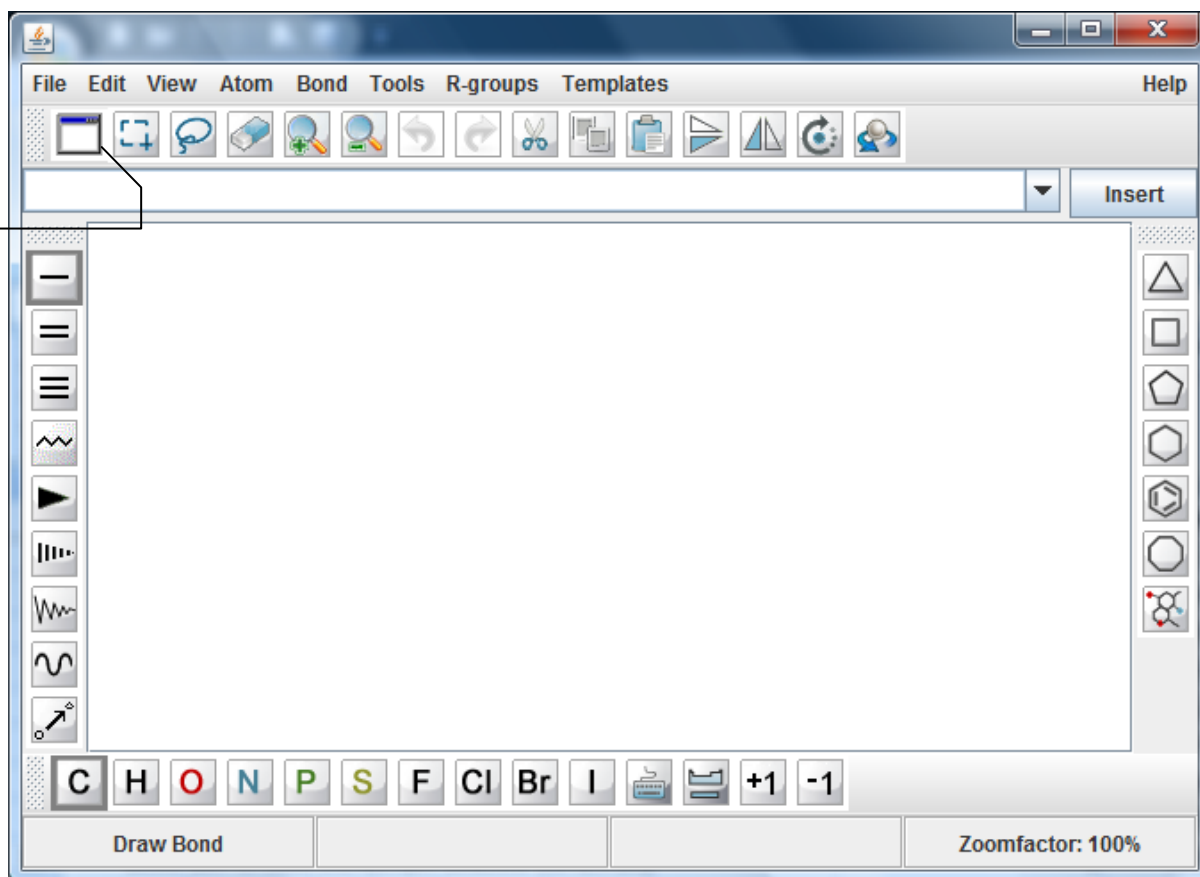 File Edit View Atom Bond Tools R-groups Templates Help
Insert
C H O N P S F Cl Br I +1 -1
Draw Bond Zoomfactor: 100%